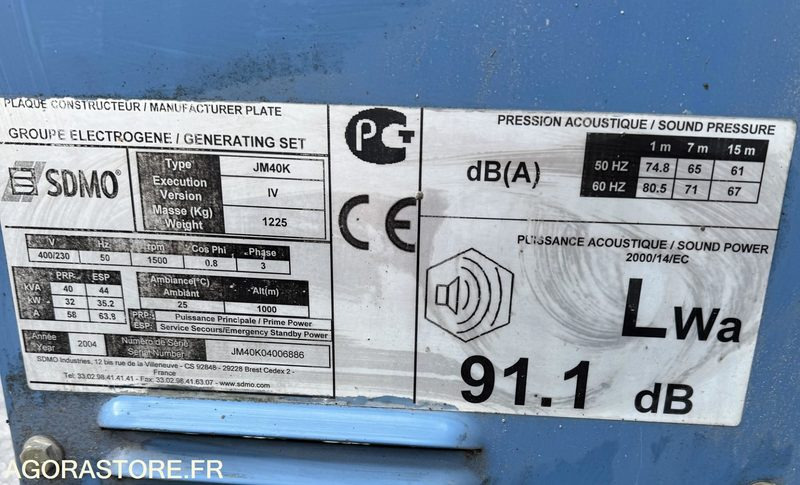 PLAQUE CONSTRUCTEUR / MANUFACTURER PLATE
GROUPE ELECTROGENE / GENERATING SET
SDMO®
Type JM40K
Execution Version IV
Masse (Kg) Weight 1225
V Hz rpm Cos Phi Phase
400/230 50 1500 0.8 3
PRP ESP
kVA 40 44
kW 32 35.2
A 58 63.8
Ambiance(°C) Ambiant Alt(m)
25 1000
PRP: Puissance Principale / Prime Power
ESP: Service Secours/Emergency Standby Power
Année Year 2004 Numéro de Série Serial Number JM40K04006886
SDMO Industries, 12 bis rue de la Villeneuve - CS 92848 - 29228 Brest Cedex 2 -
France
Tel: 33.02.98.41.41.41 - Fax: 33.02.98.41.63.07 - www.sdmo.com
PCT
CE
PRESSION ACOUSTIQUE / SOUND PRESSURE
dB(A)
1 m 7 m 15 m
50 HZ 74.8 65 61
60 HZ 80.5 71 67
PUISSANCE ACOUSTIQUE / SOUND POWER
2000/14/EC
LWa
91.1 dB
AGORASTORE.FR